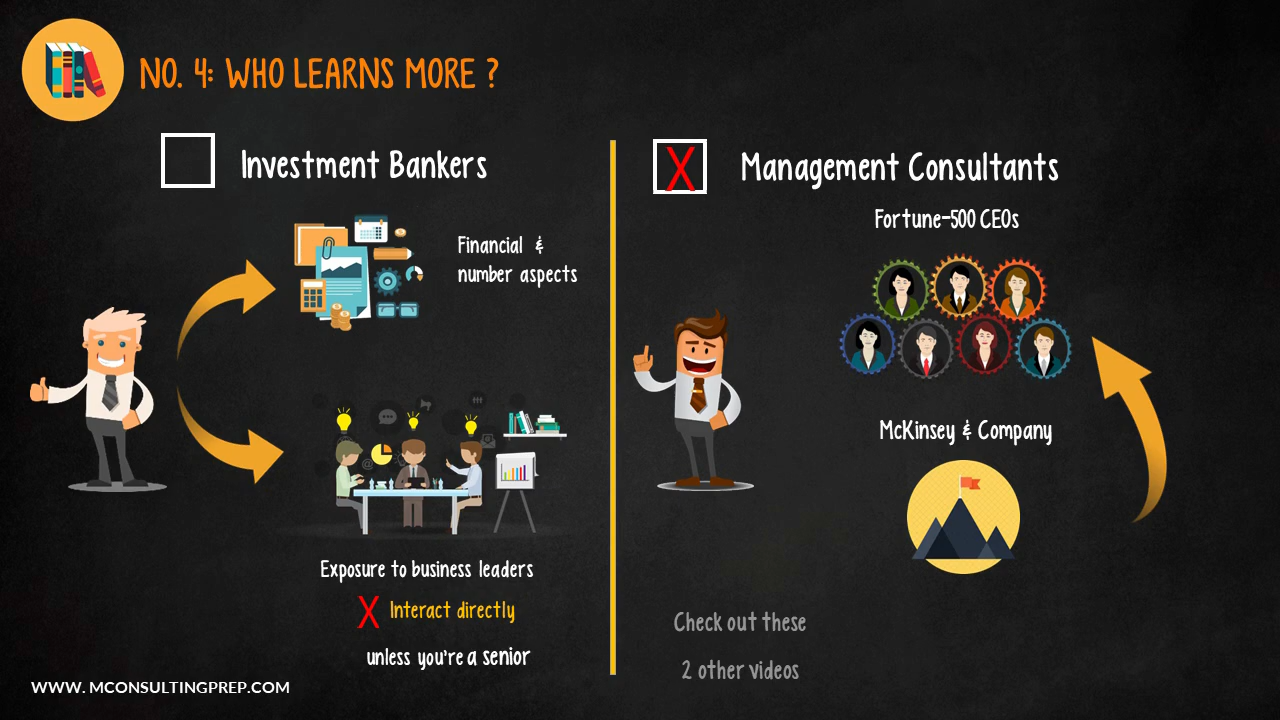 NO. 4: WHO LEARNS MORE ?
Investment Bankers
Financial &
number aspects
Exposure to business leaders
X Interact directly
unless you're a senior
X Management Consultants
Fortune-500 CEOs
McKinsey & Company
Check out these
2 other videos
WWW. MCONSULTINGPREP.COM